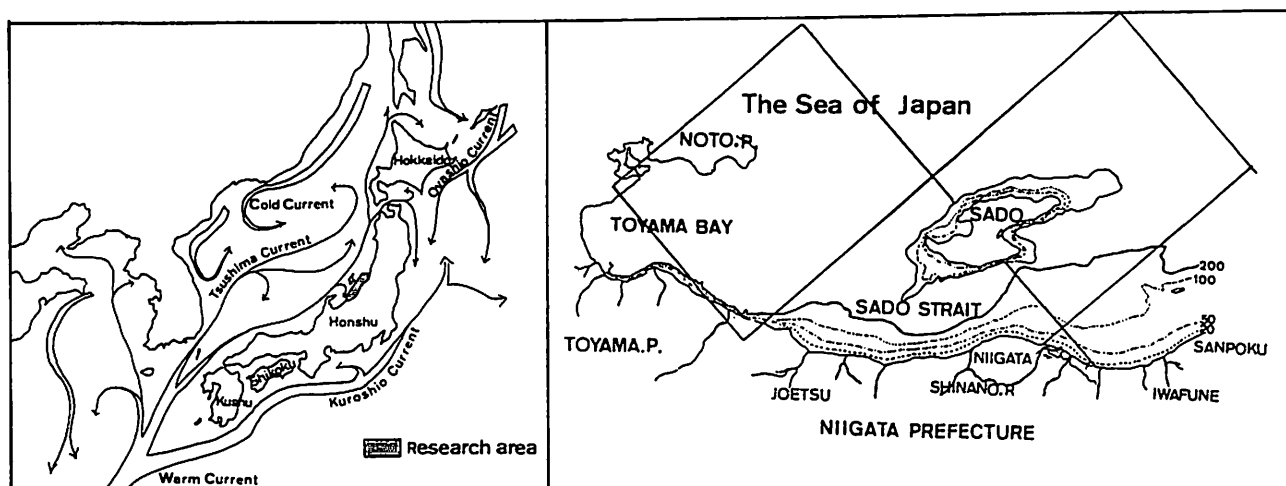 Hokkaido
Oyashio Current
Cold Current
Tsushima Current
Honshu
Shikoku
Kushu
Kuroshio Current
Research area
Warm Current
The Sea of Japan
NOTO.P.
TOYAMA BAY
SADO
200
100
SADO STRAIT
50
20
TOYAMA.P.
SANPOKU
NIIGATA
JOETSU
SHINANO.R
IWAFUNE
NIIGATA PREFECTURE